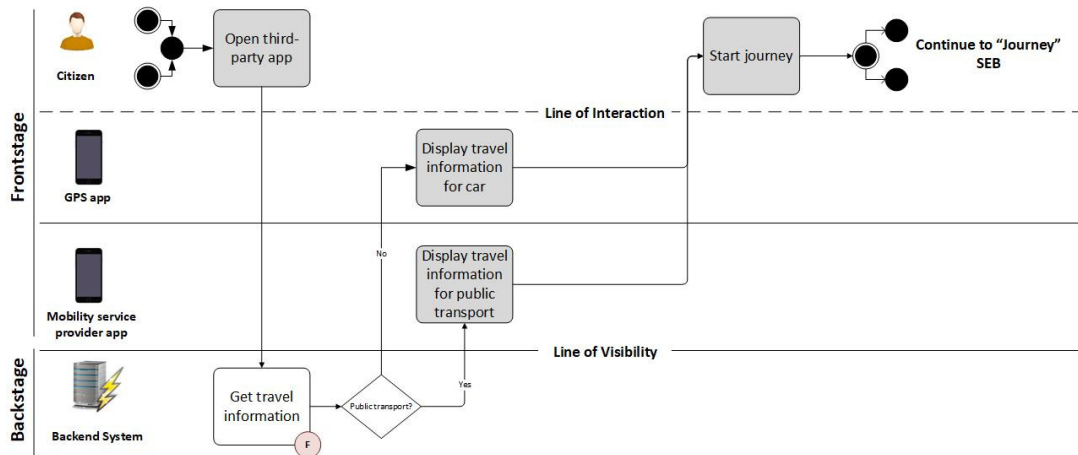 Frontstage
Backstage
Citizen
Open third-
party app
Start journey
Continue to “Journey”
SEB
Line of Interaction
GPS app
Display travel
information
for car
No
Mobility service
provider app
Display travel
information
for public
transport
Line of Visibility
Yes
Backend System
Get travel
information
F
Public transport?